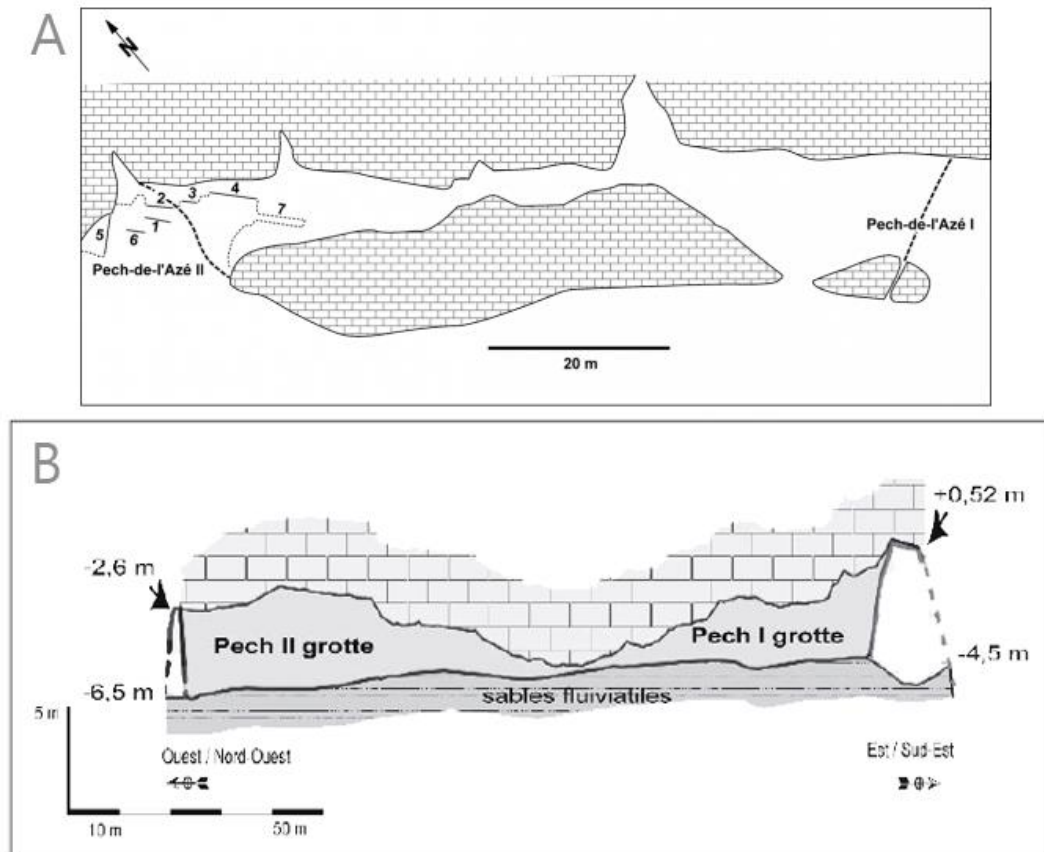 A
N
4
3
2
7
1
5
6
Pech-de-l'Azé I
Pech-de-l'Azé II
20 m
B
+0,52 m
-2,6 m
Pech II grotte
Pech I grotte
-4,5 m
-6,5 m
sables fluiviatiles
5 m
Ouest / Nord-Ouest
Est / Sud-Est
10 m
50 m